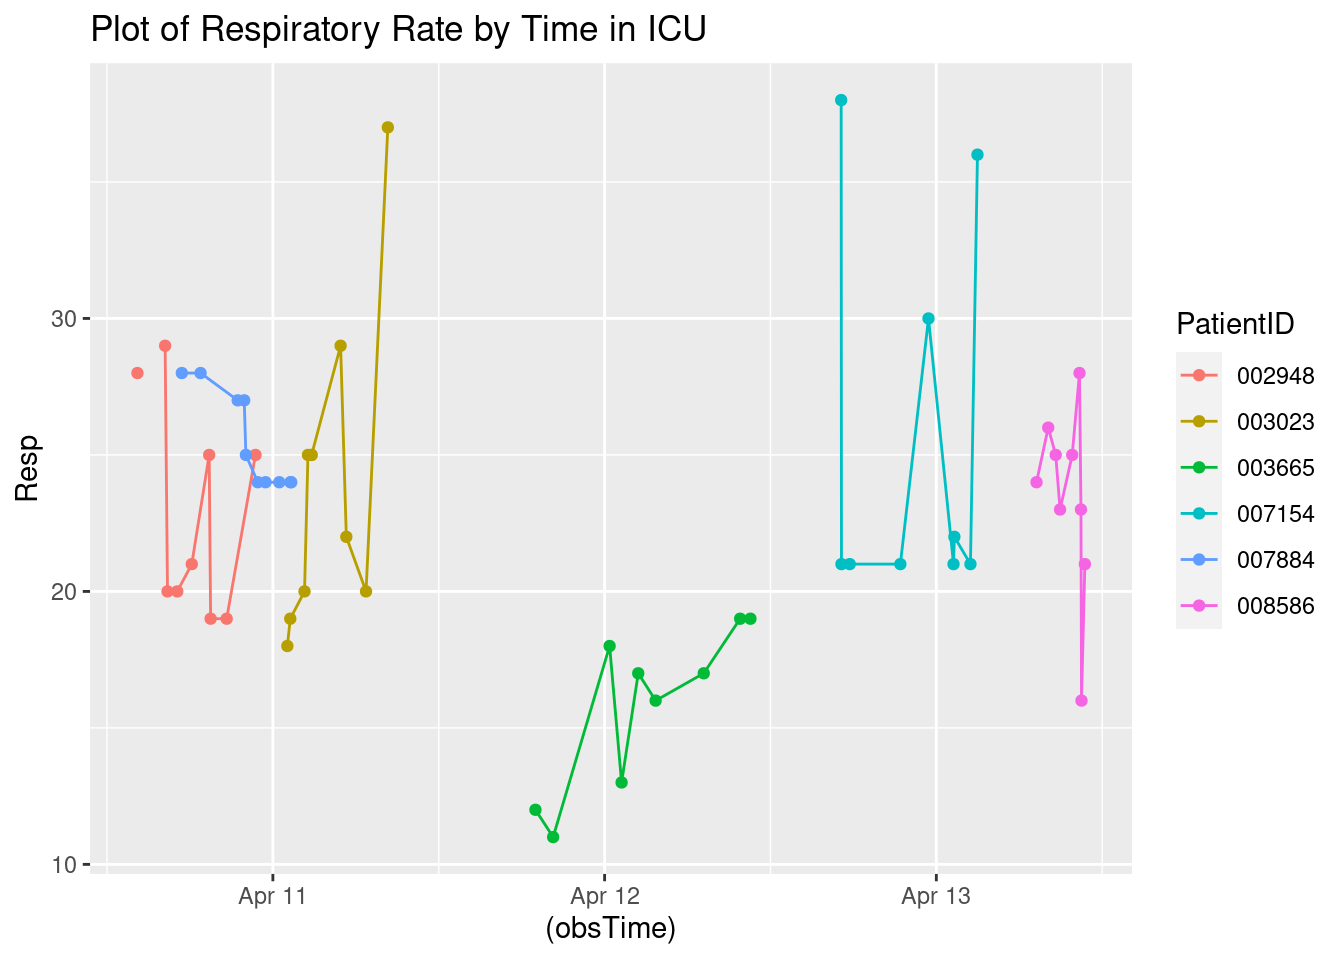 Plot of Respiratory Rate by Time in ICU
Resp
30
20
10
Apr 11
Apr 12
Apr 13
(obsTime)
PatientID
002948
003023
003665
007154
007884
008586